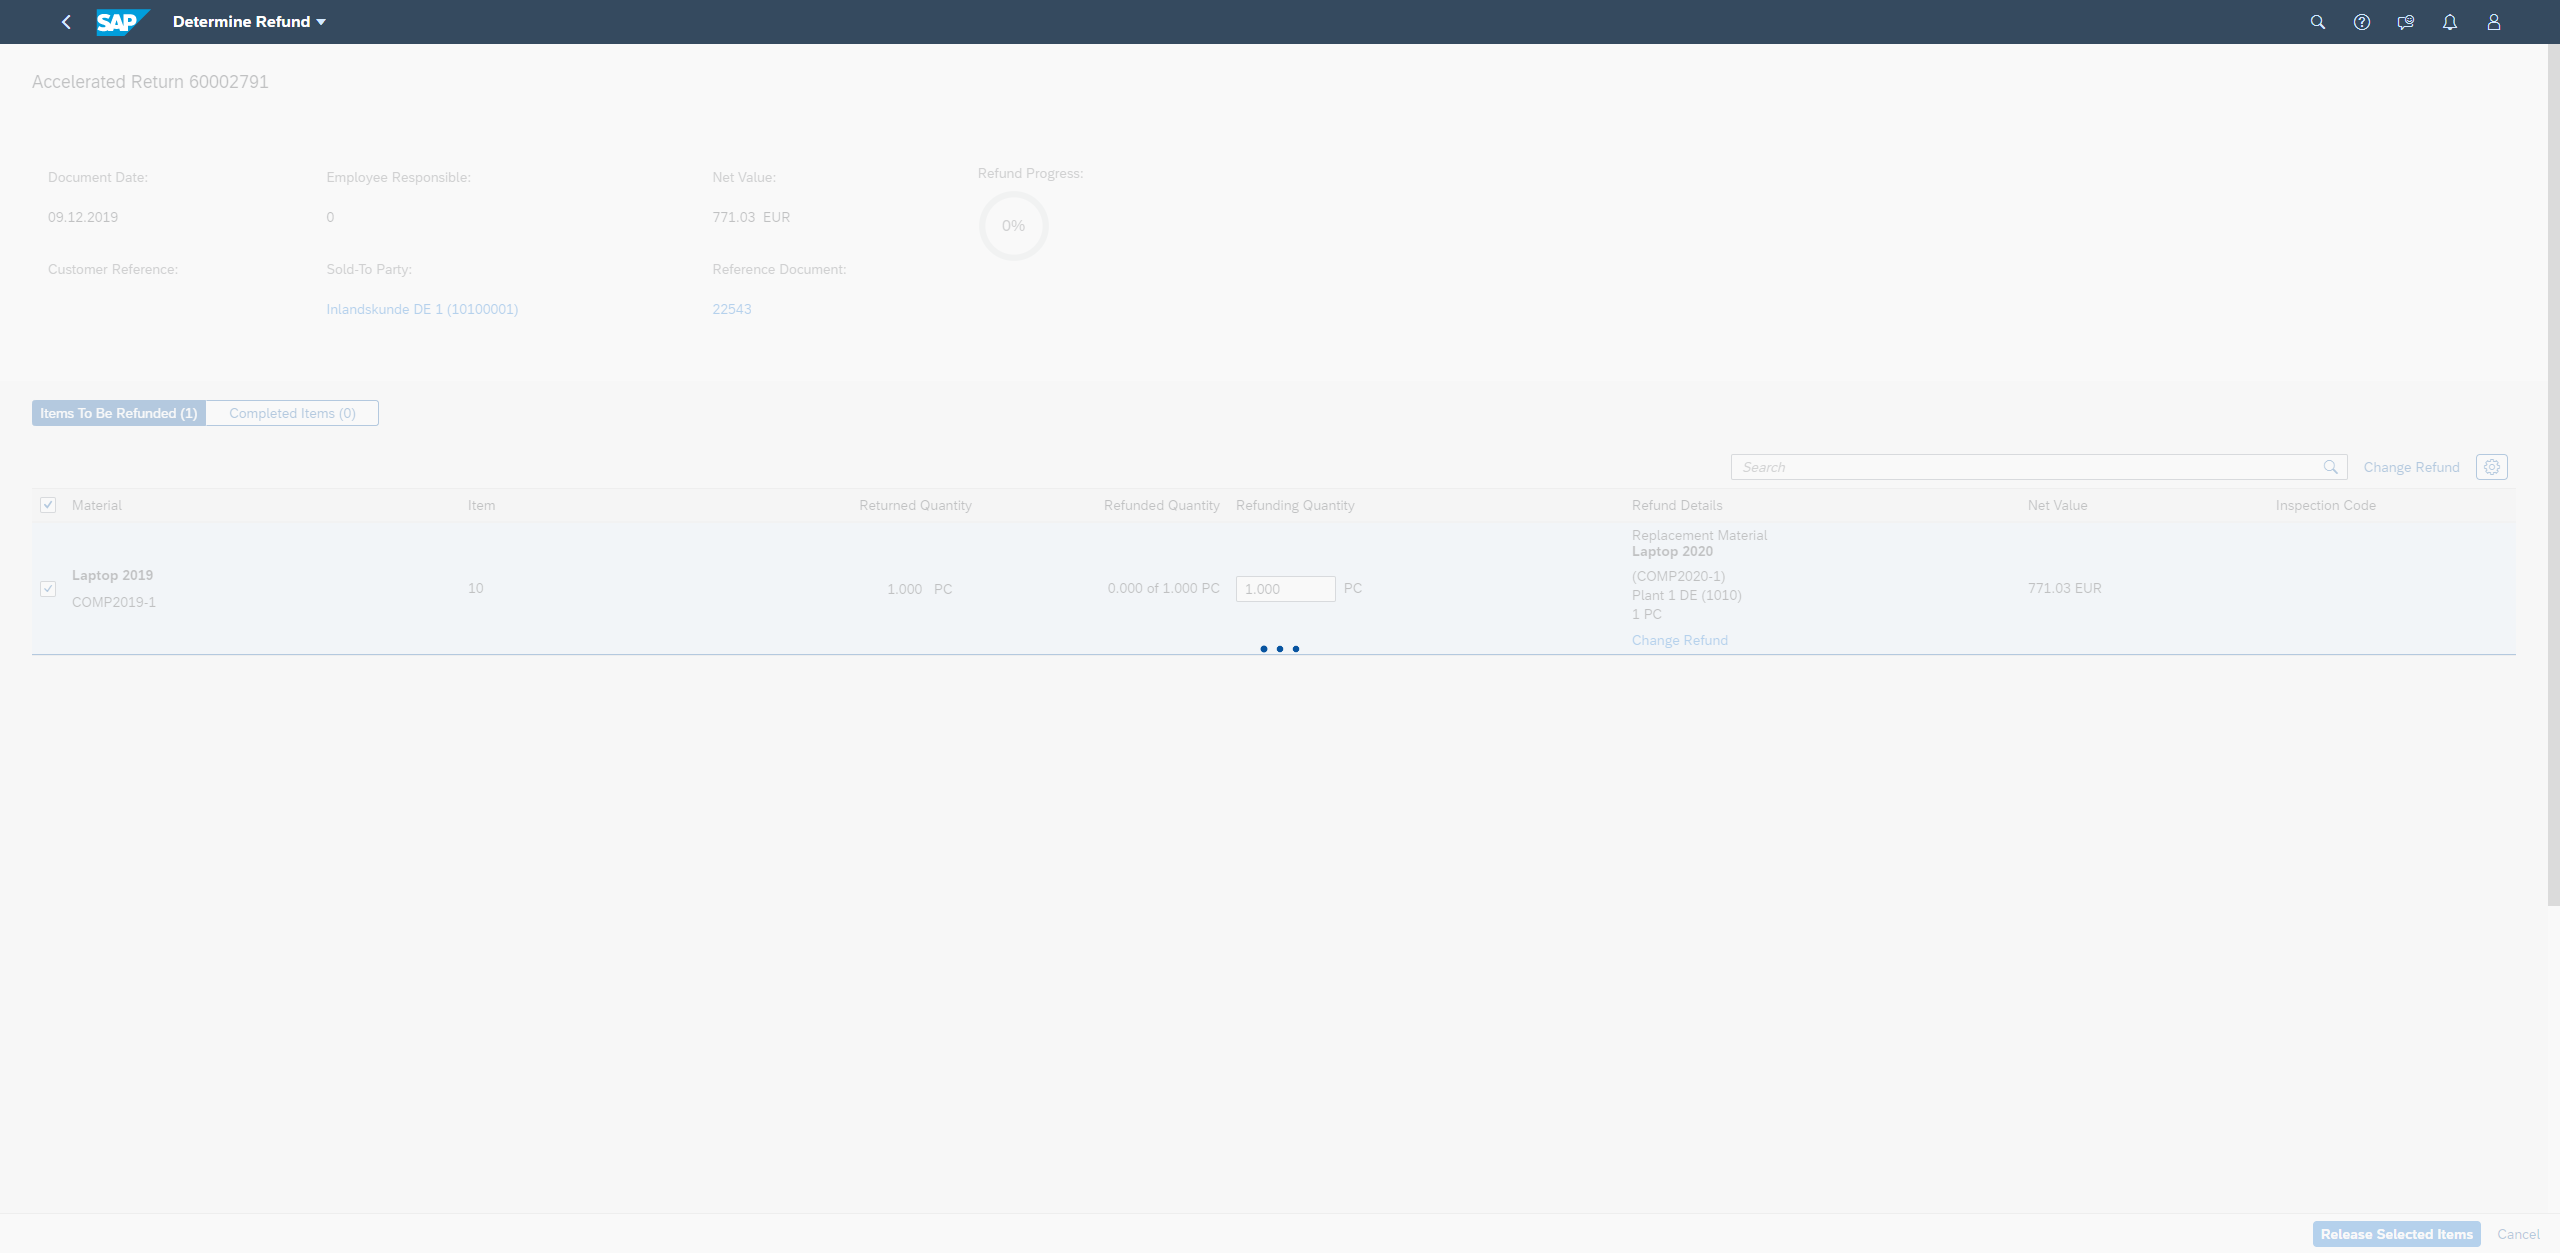 SAP Determine Refund
Accelerated Return 60002791
Document Date: Employee Responsible: Net Value: Refund Progress:
09.12.2019 0 771.03 EUR 0%
Customer Reference: Sold-To Party: Reference Document:
Inlandskunde DE 1 (10100001) 22543
Items To Be Refunded (1) Completed Items (0)
Search Change Refund
Material Item Returned Quantity Refunded Quantity Refunding Quantity Refund Details Net Value Inspection Code
Replacement Material
Laptop 2020
Laptop 2019 (COMP2020-1)
10 1.000 PC 0.000 of 1.000 PC 1.000 PC Plant 1 DE (1010) 771.03 EUR
COMP2019-1 1 PC
Change Refund
Release Selected Items Cancel